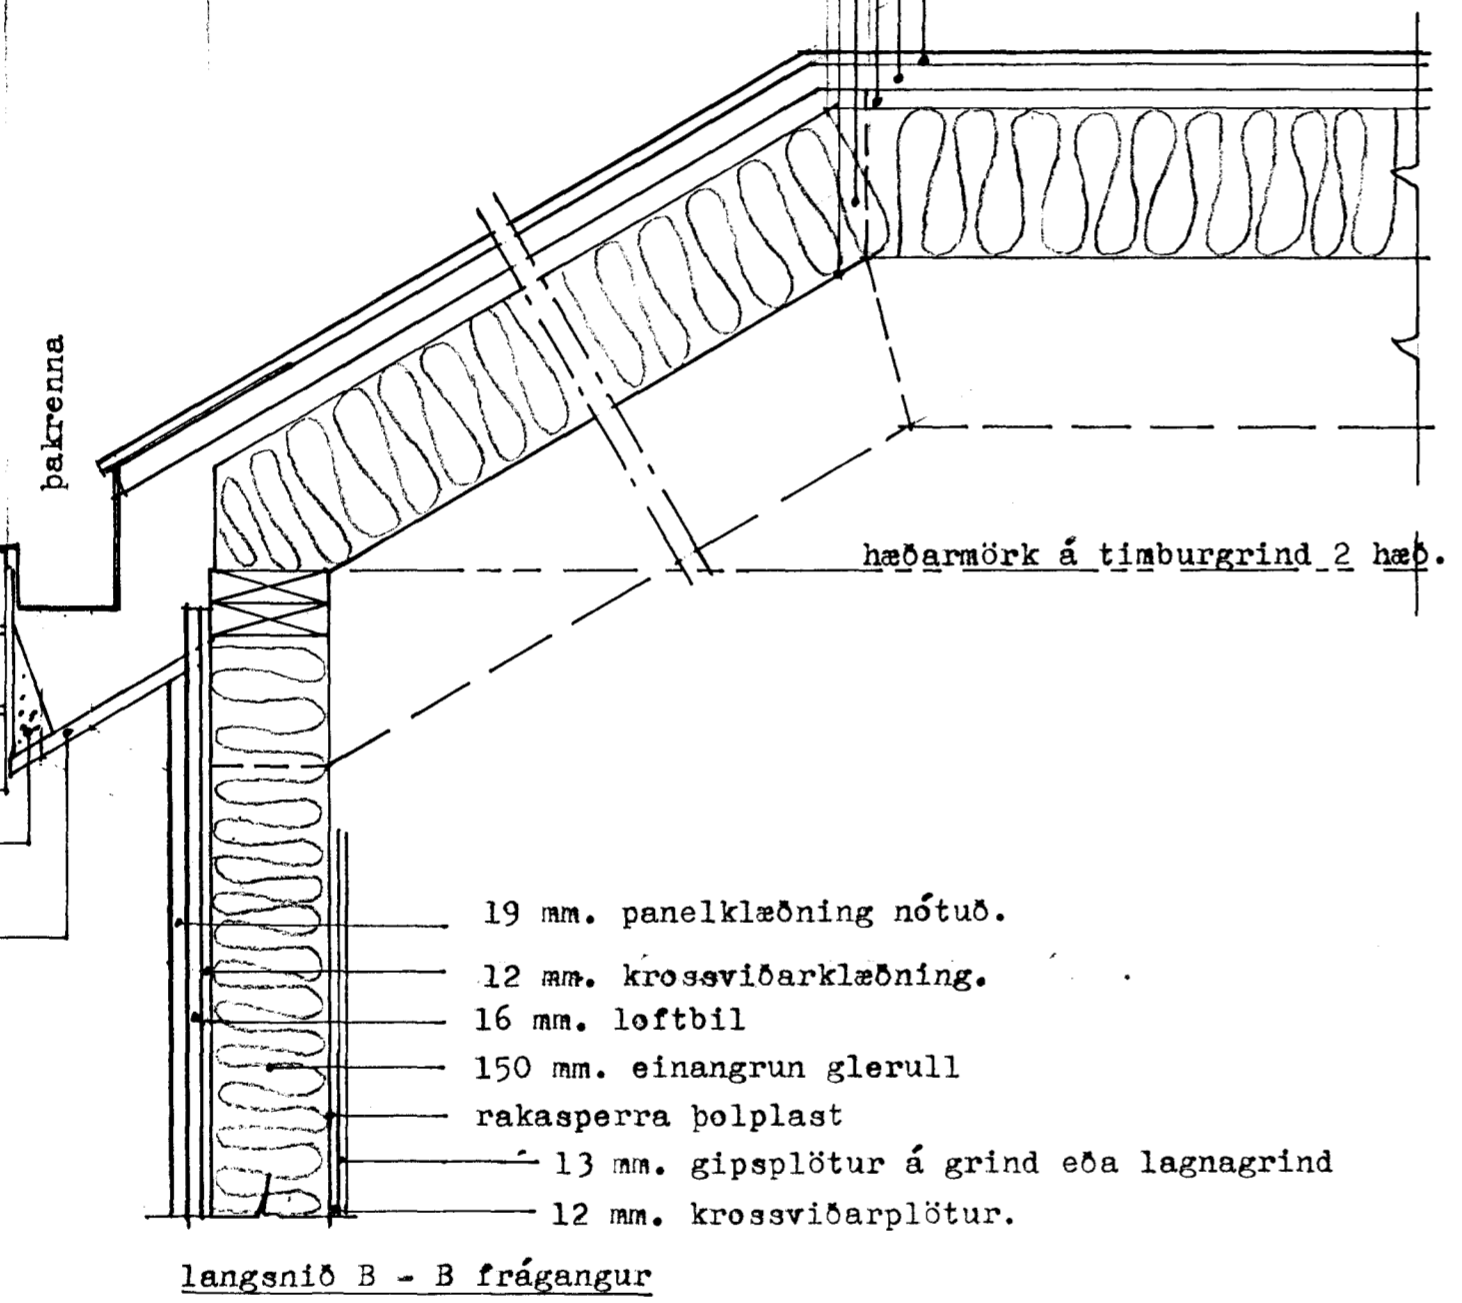 þakrenna
hæðarmörk á timburgrind 2 hæð.
19 mm. panelklæðning nótuð.
12 mm. krossviðarklæðning.
16 mm. loftbil
150 mm. einangrun glerull
rakasperra þolplast
13 mm. gipsplötur á grind eða lagnagrind
12 mm. krossviðarplötur.
langsnið B - B frágangur